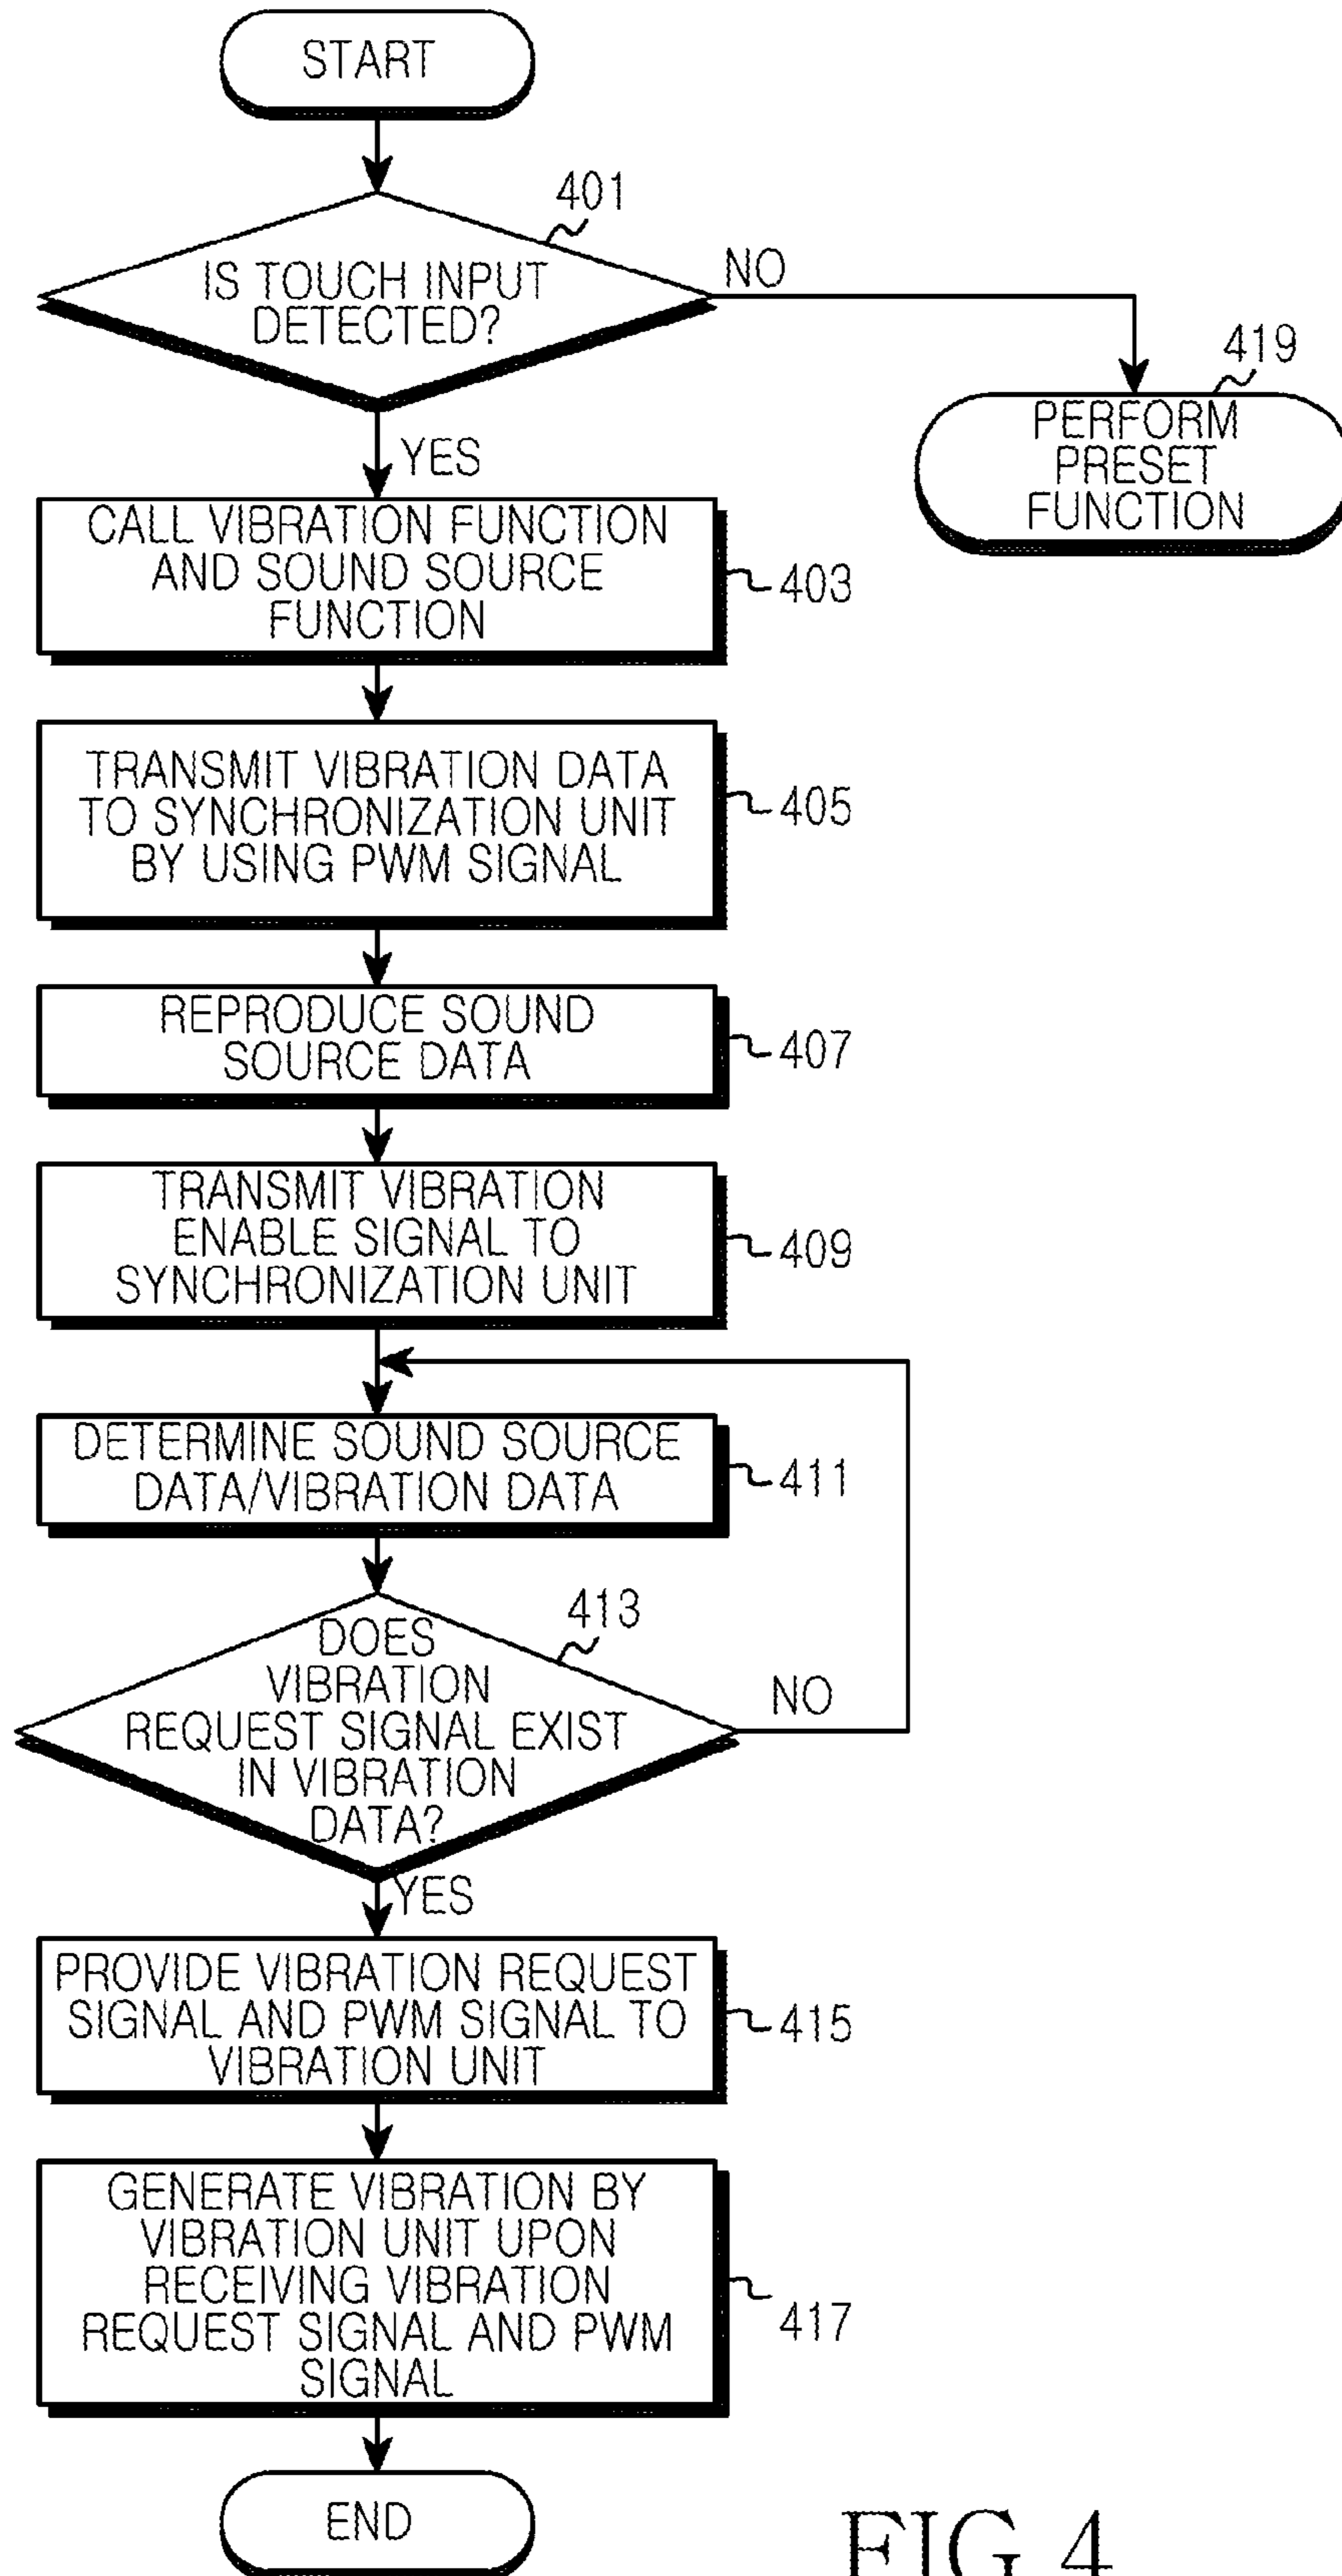 START
401
IS TOUCH INPUT
DETECTED?
NO
419
PERFORM
PRESET
FUNCTION
YES
CALL VIBRATION FUNCTION
AND SOUND SOURCE
FUNCTION
403
TRANSMIT VIBRATION DATA
TO SYNCHRONIZATION UNIT
BY USING PWM SIGNAL
405
REPRODUCE SOUND
SOURCE DATA
407
TRANSMIT VIBRATION
ENABLE SIGNAL TO
SYNCHRONIZATION UNIT
409
DETERMINE SOUND SOURCE
DATA/VIBRATION DATA
411
413
DOES
VIBRATION
REQUEST SIGNAL EXIST
IN VIBRATION
DATA?
NO
YES
PROVIDE VIBRATION REQUEST
SIGNAL AND PWM SIGNAL TO
VIBRATION UNIT
415
GENERATE VIBRATION BY
VIBRATION UNIT UPON
RECEIVING VIBRATION
REQUEST SIGNAL AND PWM
SIGNAL
417
END
FIG.4